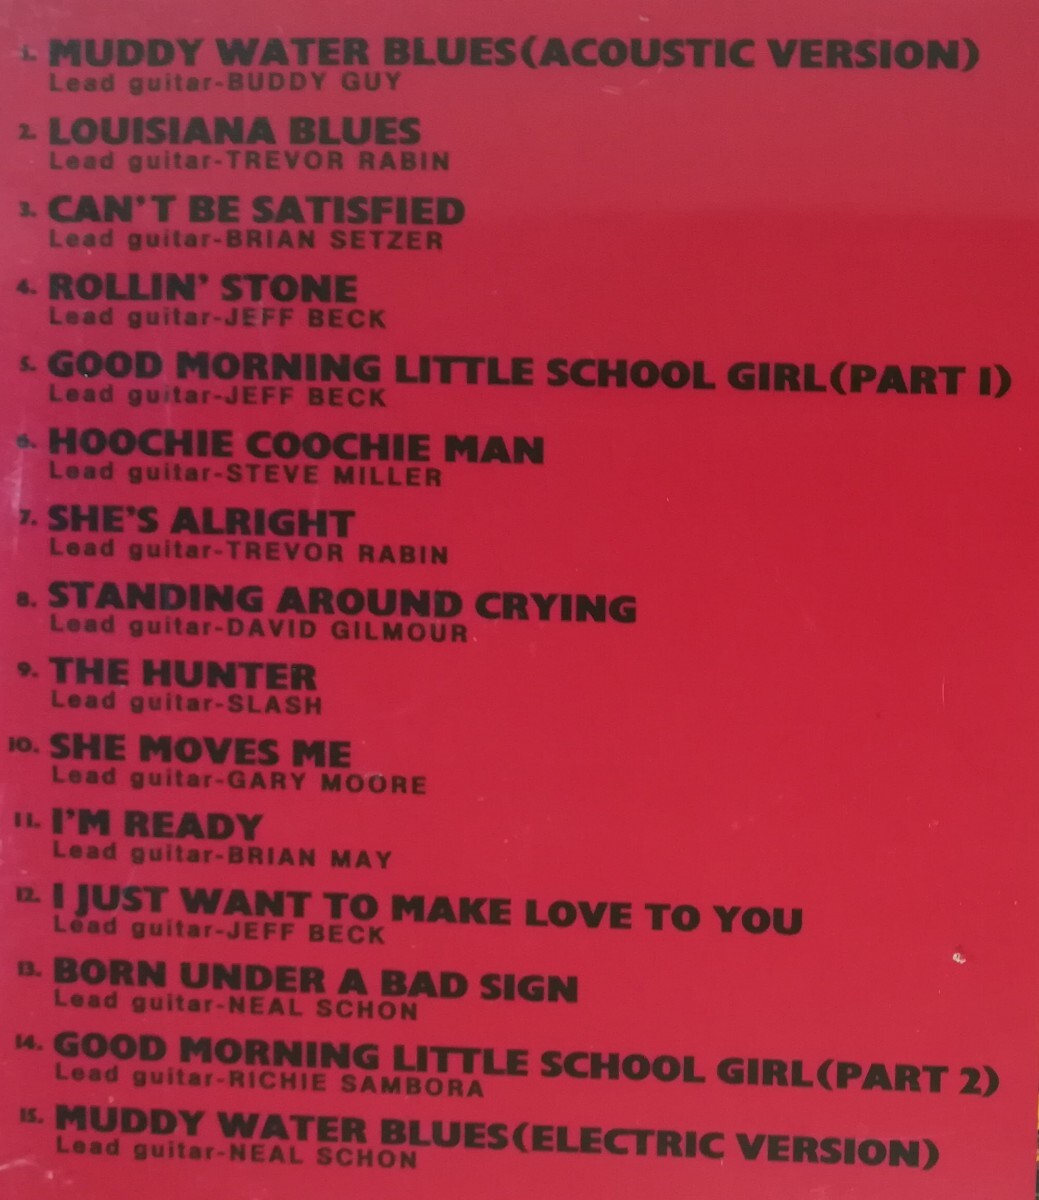 1. MUDDY WATER BLUES(ACOUSTIC VERSION)
Lead guitar-BUDDY GUY
2. LOUISIANA BLUES
Lead guitar-TREVOR RABIN
3. CAN'T BE SATISFIED
Lead guitar-BRIAN SETZER
4. ROLLIN' STONE
Lead guitar-JEFF BECK
5. GOOD MORNING LITTLE SCHOOL GIRL(PART 1)
Lead guitar-JEFF BECK
6. HOOCHIE COOCHIE MAN
Lead guitar-STEVE MILLER
7. SHE'S ALRIGHT
Lead guitar-TREVOR RABIN
8. STANDING AROUND CRYING
Lead guitar-DAVID GILMOUR
9. THE HUNTER
Lead guitar-SLASH
10. SHE MOVES ME
Lead guitar-GARY MOORE
11. I'M READY
Lead guitar-BRIAN MAY
12. I JUST WANT TO MAKE LOVE TO YOU
Lead guitar-JEFF BECK
13. BORN UNDER A BAD SIGN
Lead guitar-NEAL SCHON
14. GOOD MORNING LITTLE SCHOOL GIRL(PART 2)
Lead guitar-RICHIE SAMBORA
15. MUDDY WATER BLUES(ELECTRIC VERSION)
Lead guitar-NEAL SCHON